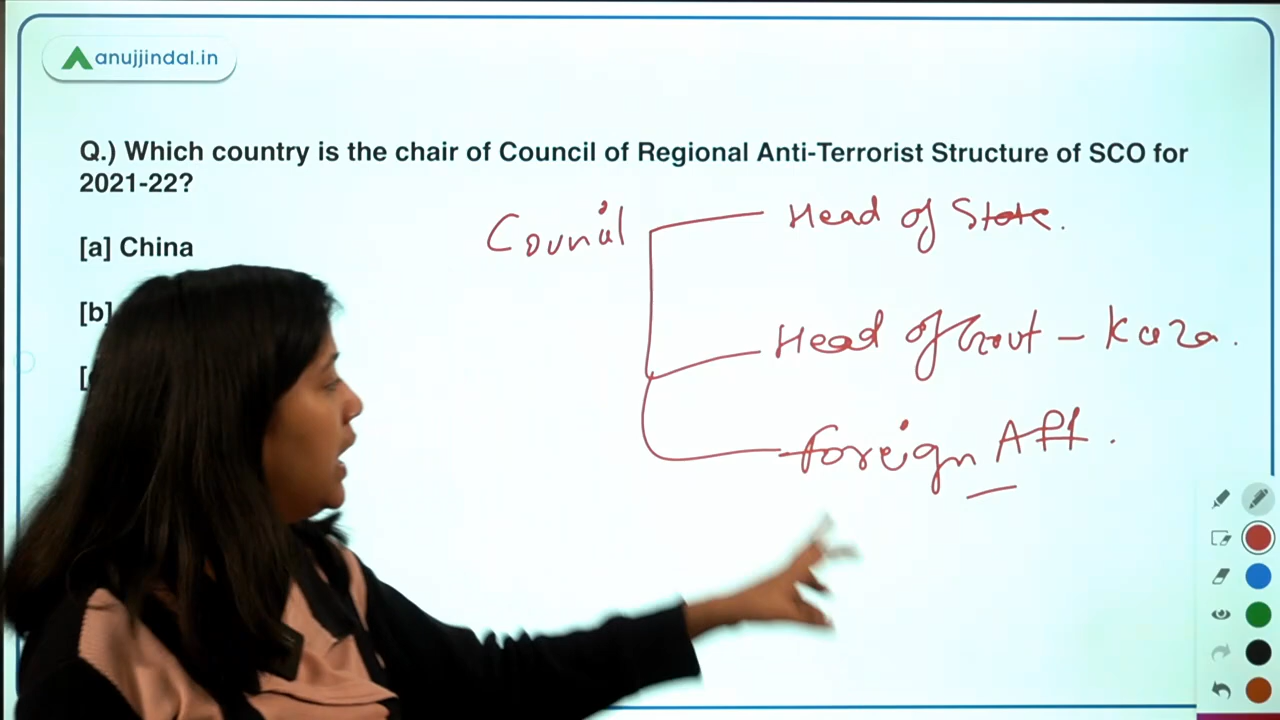 anujjindal.in
Q.) Which country is the chair of Council of Regional Anti-Terrorist Structure of SCO for
2021-22?
Council
Head of State.
[a] China
[b]
Head of Govt - Kaza.
[
foreign Aff.